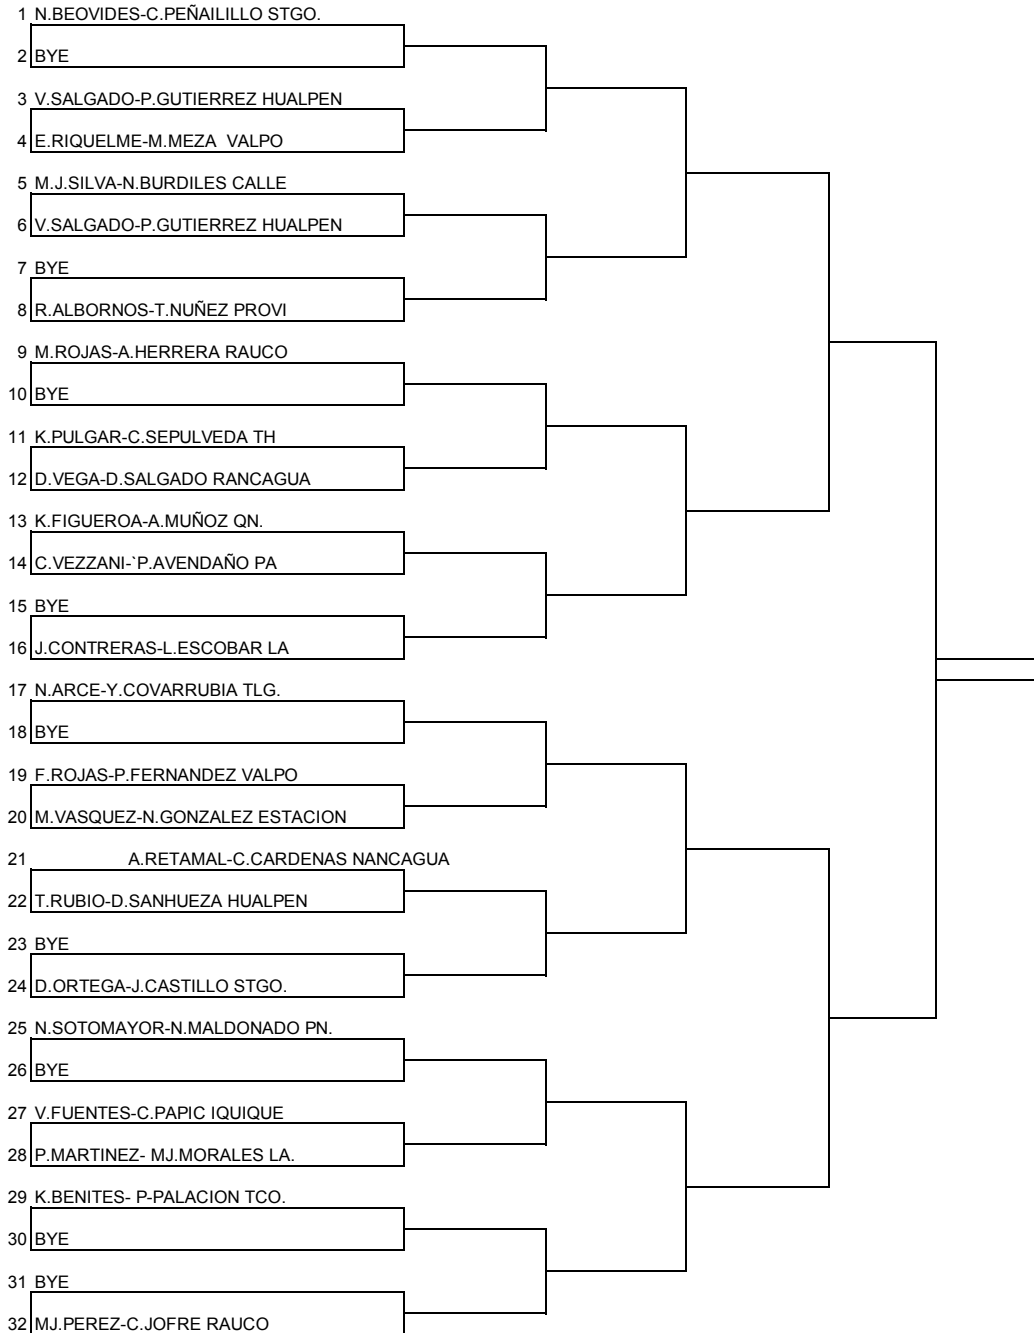 1 N.BEOVIDES-C.PEÑAILILLO STGO.
2 BYE
3 V.SALGADO-P.GUTIERREZ HUALPEN
4 E.RIQUELME-M.MEZA VALPO
5 M.J.SILVA-N.BURDILES CALLE
6 V.SALGADO-P.GUTIERREZ HUALPEN
7 BYE
8 R.ALBORNOS-T.NUÑEZ PROVI
9 M.ROJAS-A.HERRERA RAUCO
10 BYE
11 K.PULGAR-C.SEPULVEDA TH
12 D.VEGA-D.SALGADO RANCAGUA
13 K.FIGUEROA-A.MUÑOZ QN.
14 C.VEZZANI-`P.AVENDAÑO PA
15 BYE
16 J.CONTRERAS-L.ESCOBAR LA
17 N.ARCE-Y.COVARRUBIA TLG.
18 BYE
19 F.ROJAS-P.FERNANDEZ VALPO
20 M.VASQUEZ-N.GONZALEZ ESTACION
21 A.RETAMAL-C.CARDENAS NANCAGUA
22 T.RUBIO-D.SANHUEZA HUALPEN
23 BYE
24 D.ORTEGA-J.CASTILLO STGO.
25 N.SOTOMAYOR-N.MALDONADO PN.
26 BYE
27 V.FUENTES-C.PAPIC IQUIQUE
28 P.MARTINEZ- MJ.MORALES LA.
29 K.BENITES- P-PALACION TCO.
30 BYE
31 BYE
32 MJ.PEREZ-C.JOFRE RAUCO